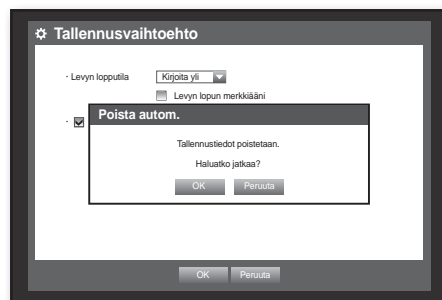 Tallennusvaihtoehto
· Levyn lopputila Kirjoita yli
Levyn lopun merkkiääni
·
Poista autom.
Tallennustiedot poistetaan.
Haluatko jatkaa?
OK Peruuta
OK Peruuta